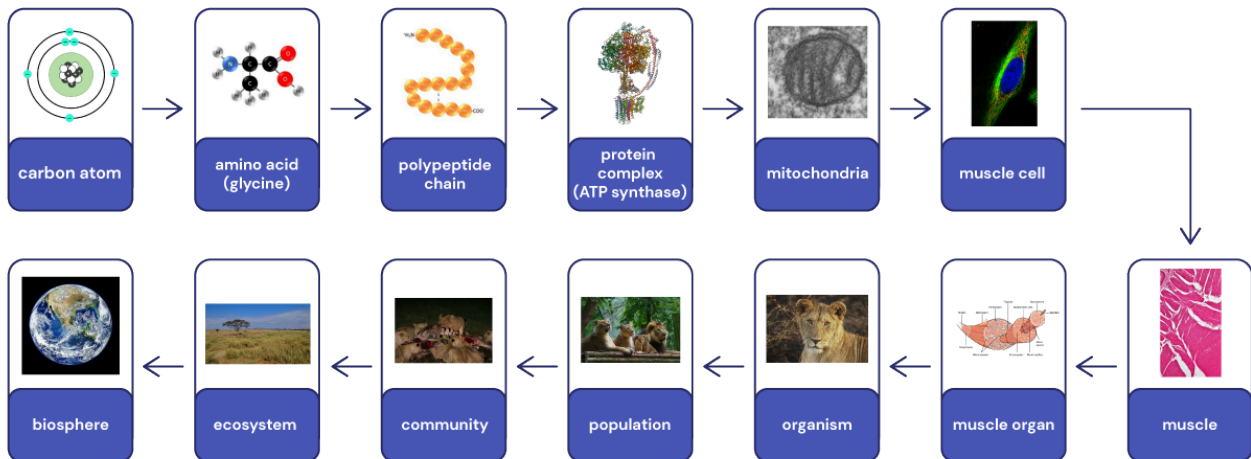 carbon atom
amino acid
(glycine)
polypeptide
chain
protein
complex
(ATP synthase)
mitochondria
muscle cell
muscle
muscle organ
organism
population
community
ecosystem
biosphere